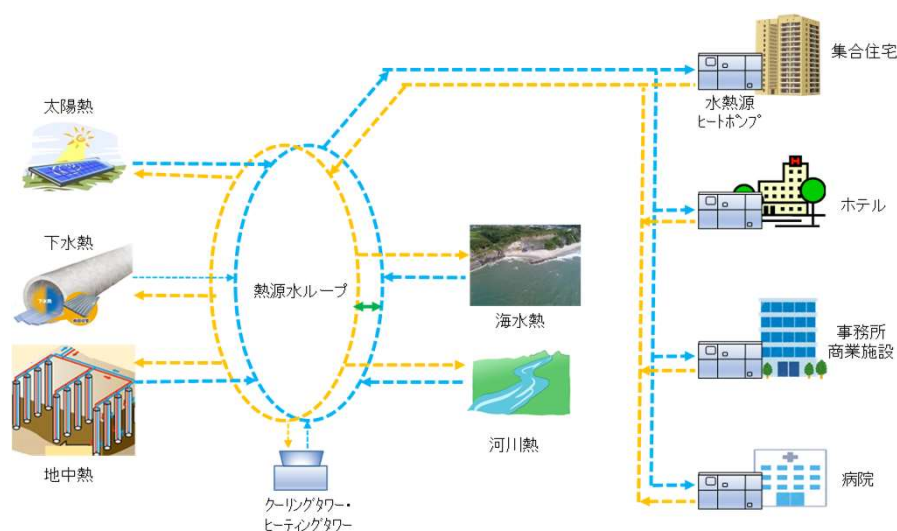 集合住宅
水熱源
ﾋｰﾄﾎﾟﾝﾌﾟ
太陽熱
ホテル
下水熱
熱源水ループ
海水熱
事務所
商業施設
地中熱
河川熱
病院
ｸｰﾘﾝｸﾞﾀﾜｰ・
ﾋｰﾃｨﾝｸﾞﾀﾜｰ